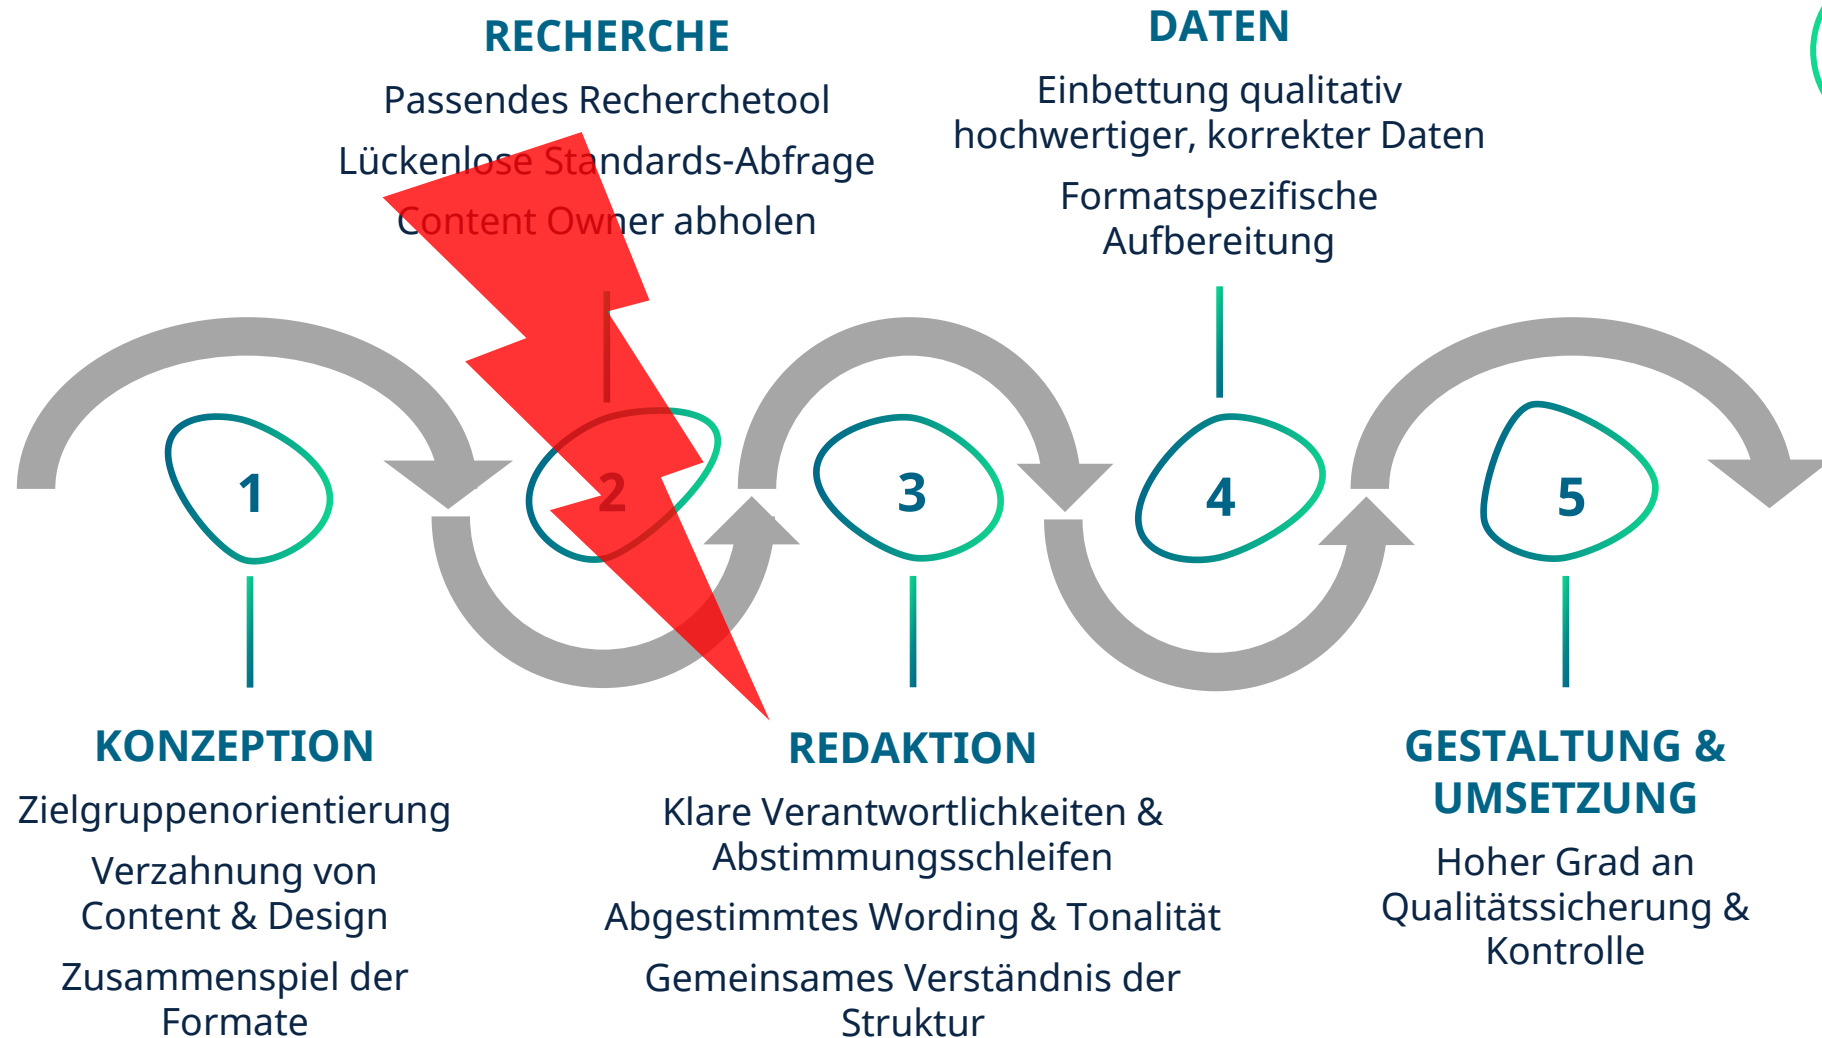 RECHERCHE
Passendes Recherchetool
Lückenlose Standards-Abfrage
Content Owner abholen
DATEN
Einbettung qualitativ
hochwertiger, korrekter Daten
Formatspezifische
Aufbereitung
1
2
3
4
5
KONZEPTION
Zielgruppenorientierung
Verzahnung von
Content & Design
Zusammenspiel der
Formate
REDAKTION
Klare Verantwortlichkeiten &
Abstimmungsschleifen
Abgestimmtes Wording & Tonalität
Gemeinsames Verständnis der
Struktur
GESTALTUNG &
UMSETZUNG
Hoher Grad an
Qualitätssicherung &
Kontrolle